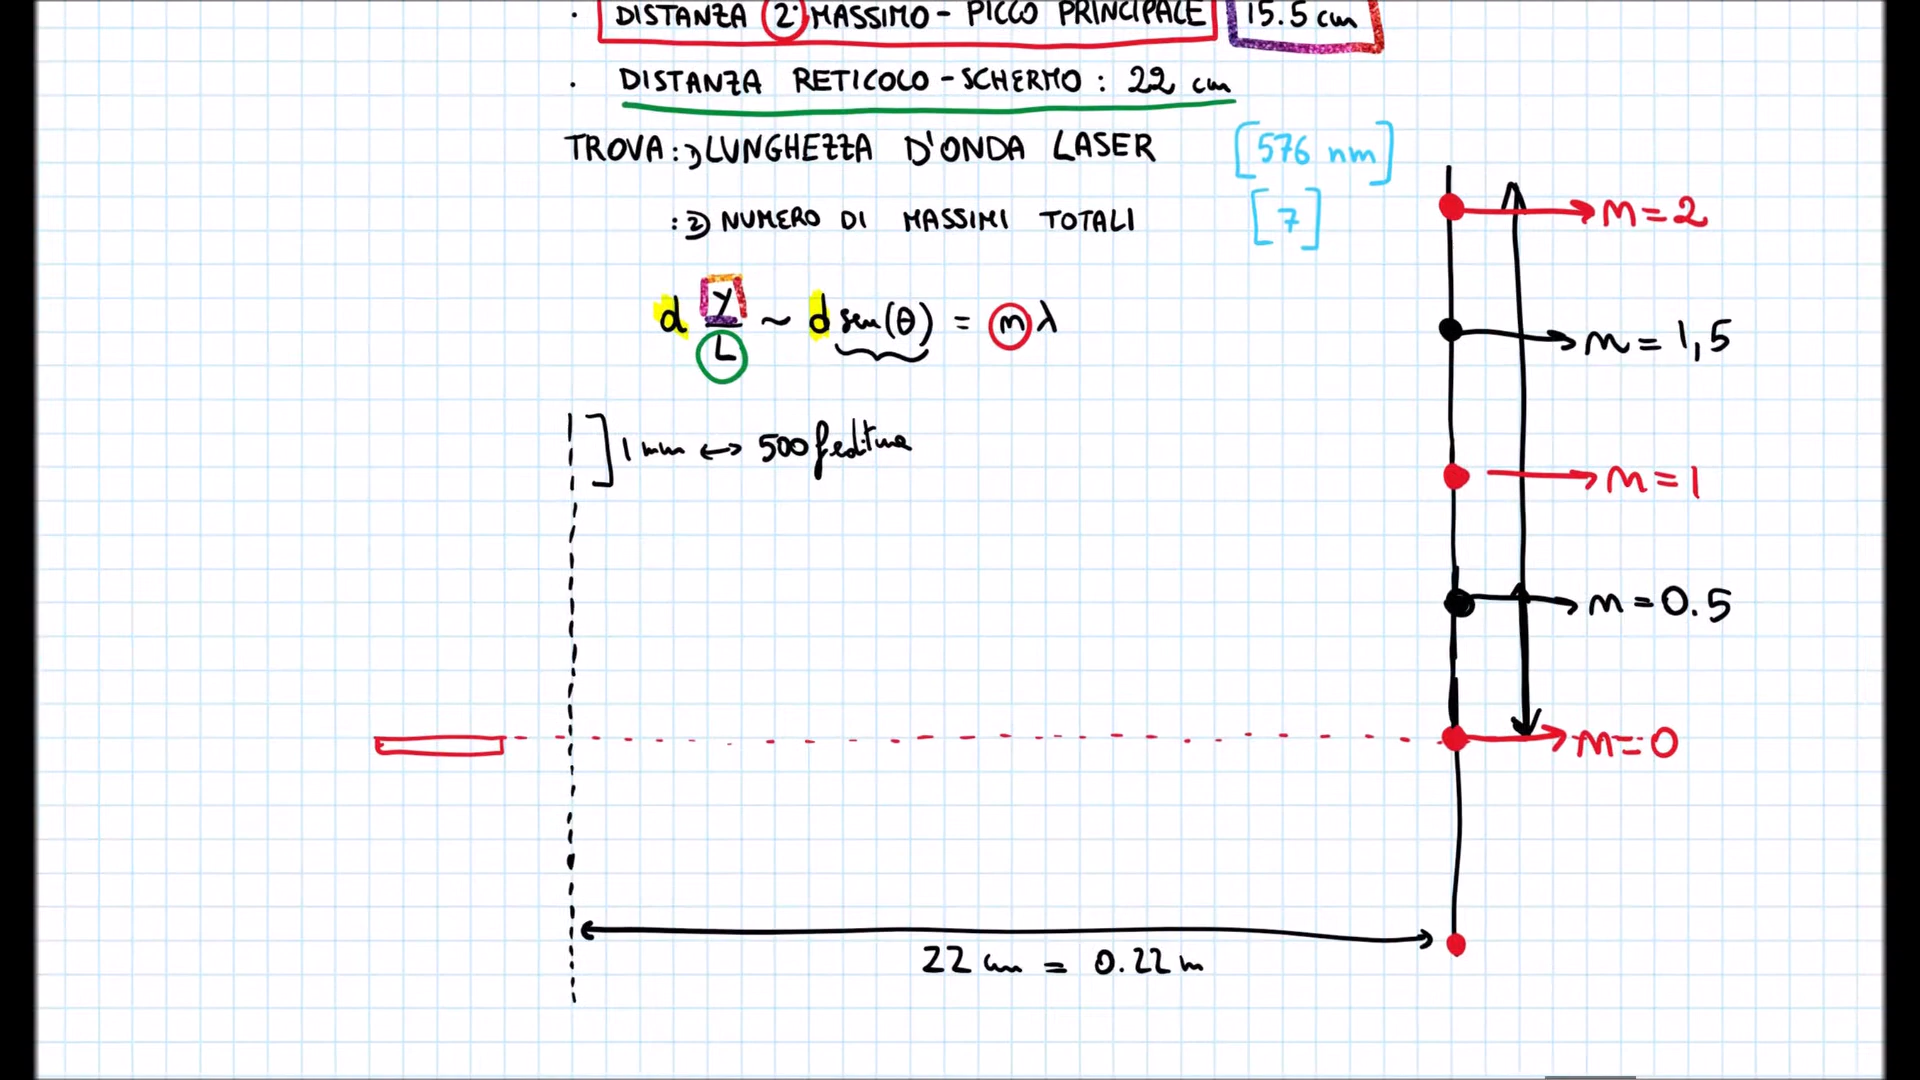 · DISTANZA 2° MASSIMO - PICCO PRINCIPALE 15.5 cm
· DISTANZA RETICOLO - SCHERMO : 22 cm
TROVA : 1) LUNGHEZZA D'ONDA LASER [576 nm]
: 2) NUMERO DI MASSIMI TOTALI [7]
m = 2
d y/L ~ d sen(θ) = m λ
m = 1,5
1 mm ↔ 500 fenditure
m = 1
m = 0.5
m = 0
22 cm = 0.22 m